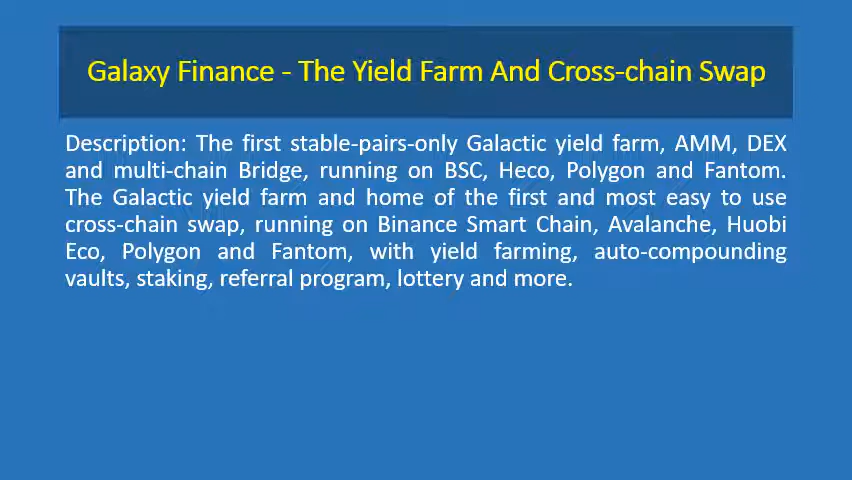 Galaxy Finance - The Yield Farm And Cross-chain Swap
Description: The first stable-pairs-only Galactic yield farm, AMM, DEX
and multi-chain Bridge, running on BSC, Heco, Polygon and Fantom.
The Galactic yield farm and home of the first and most easy to use
cross-chain swap, running on Binance Smart Chain, Avalanche, Huobi
Eco, Polygon and Fantom, with yield farming, auto-compounding
vaults, staking, referral program, lottery and more.